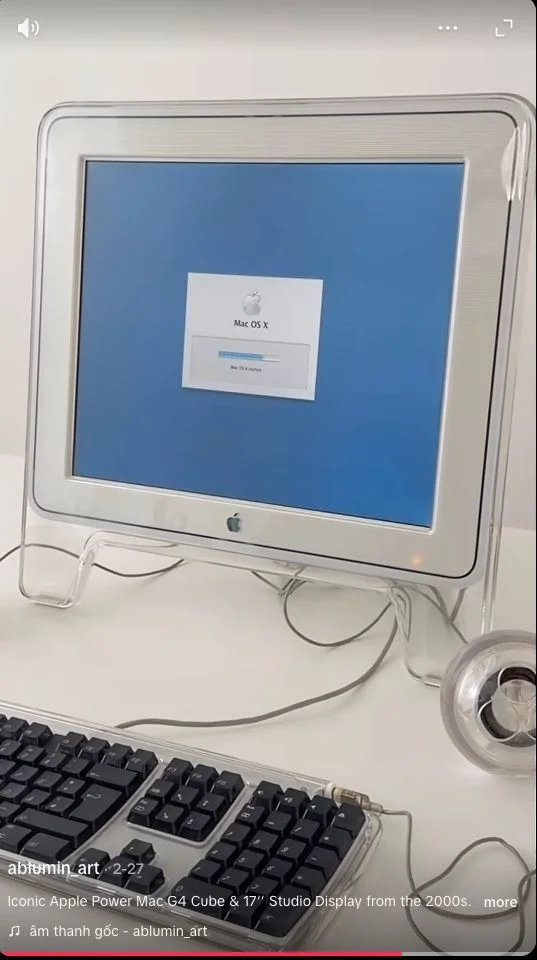 Mac OS X
ablumin_art · 2-27
Iconic Apple Power Mac G4 Cube & 17’’ Studio Display from the 2000s. more
âm thanh gốc - ablumin_art